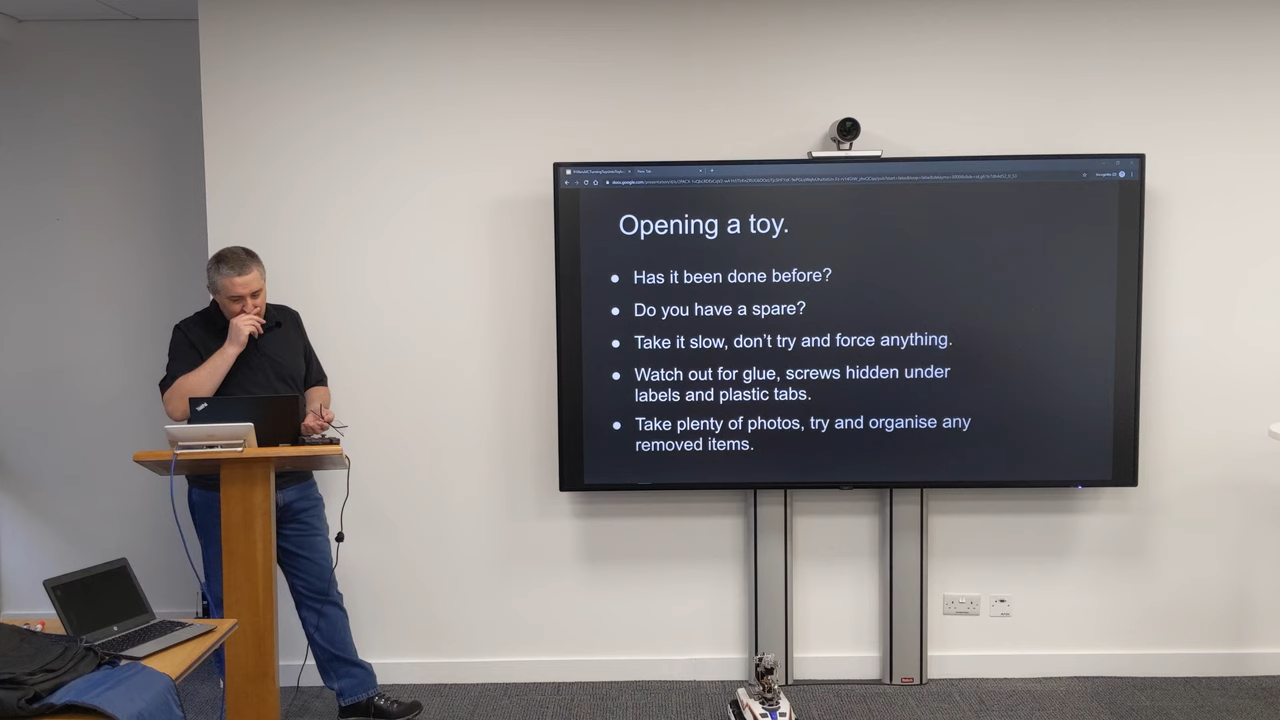 Opening a toy.
● Has it been done before?
● Do you have a spare?
● Take it slow, don't try and force anything.
● Watch out for glue, screws hidden under
labels and plastic tabs.
● Take plenty of photos, try and organise any
removed items.
ThinkPad